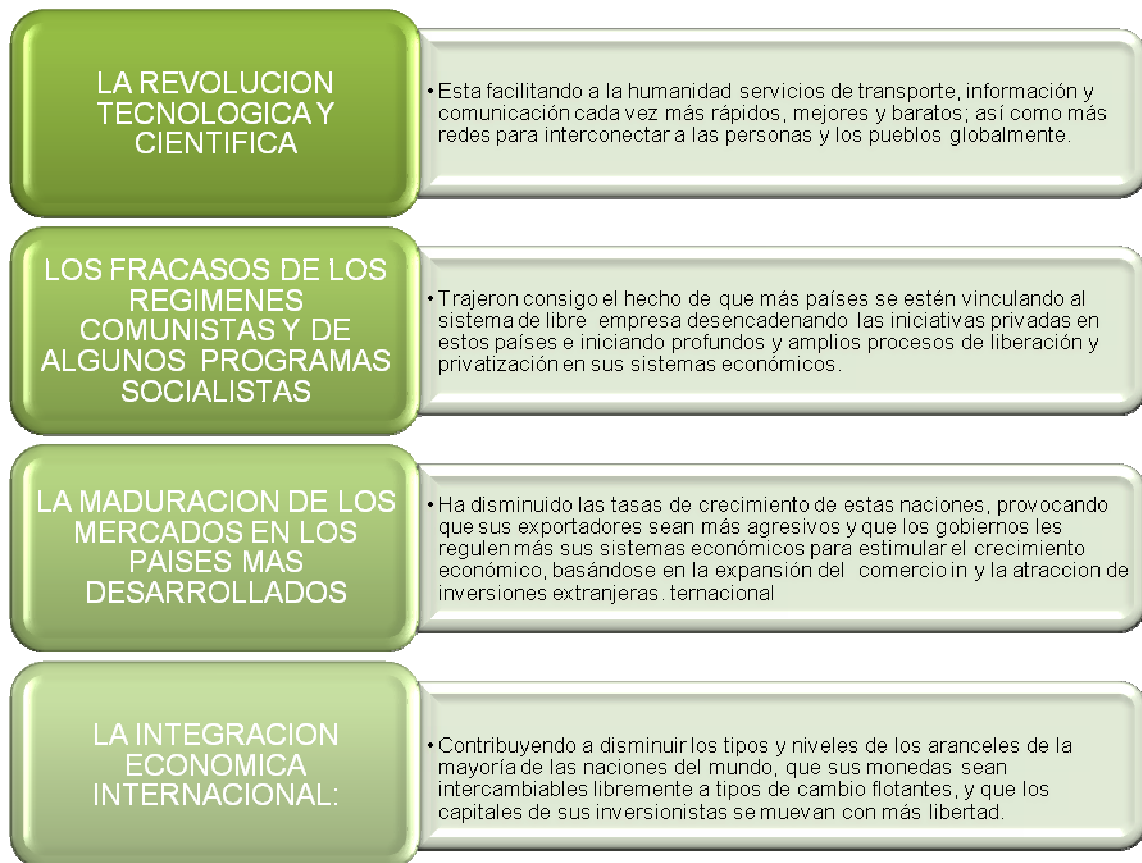 LA REVOLUCION
TECNOLOGICA Y
CIENTIFICA
• Esta facilitando a la humanidad servicios de transporte, información y
comunicación cada vez más rápidos, mejores y baratos; así como más
redes para interconectar a las personas y los pueblos globalmente.
LOS FRACASOS DE LOS
REGIMENES
COMUNISTAS Y DE
ALGUNOS PROGRAMAS
SOCIALISTAS
• Trajeron consigo el hecho de que más países se estén vinculando al
sistema de libre empresa desencadenando las iniciativas privadas en
estos países e iniciando profundos y amplios procesos de liberación y
privatización en sus sistemas económicos.
LA MADURACION DE LOS
MERCADOS EN LOS
PAISES MAS
DESARROLLADOS
• Ha disminuido las tasas de crecimiento de estas naciones, provocando
que sus exportadores sean más agresivos y que los gobiernos les
regulen más sus sistemas económicos para estimular el crecimiento
económico, basándose en la expansión del comercio in y la atraccion de
inversiones extranjeras. ternacional
LA INTEGRACION
ECONOMICA
INTERNACIONAL:
• Contribuyendo a disminuir los tipos y niveles de los aranceles de la
mayoría de las naciones del mundo, que sus monedas sean
intercambiables libremente a tipos de cambio flotantes, y que los
capitales de sus inversionistas se muevan con más libertad.